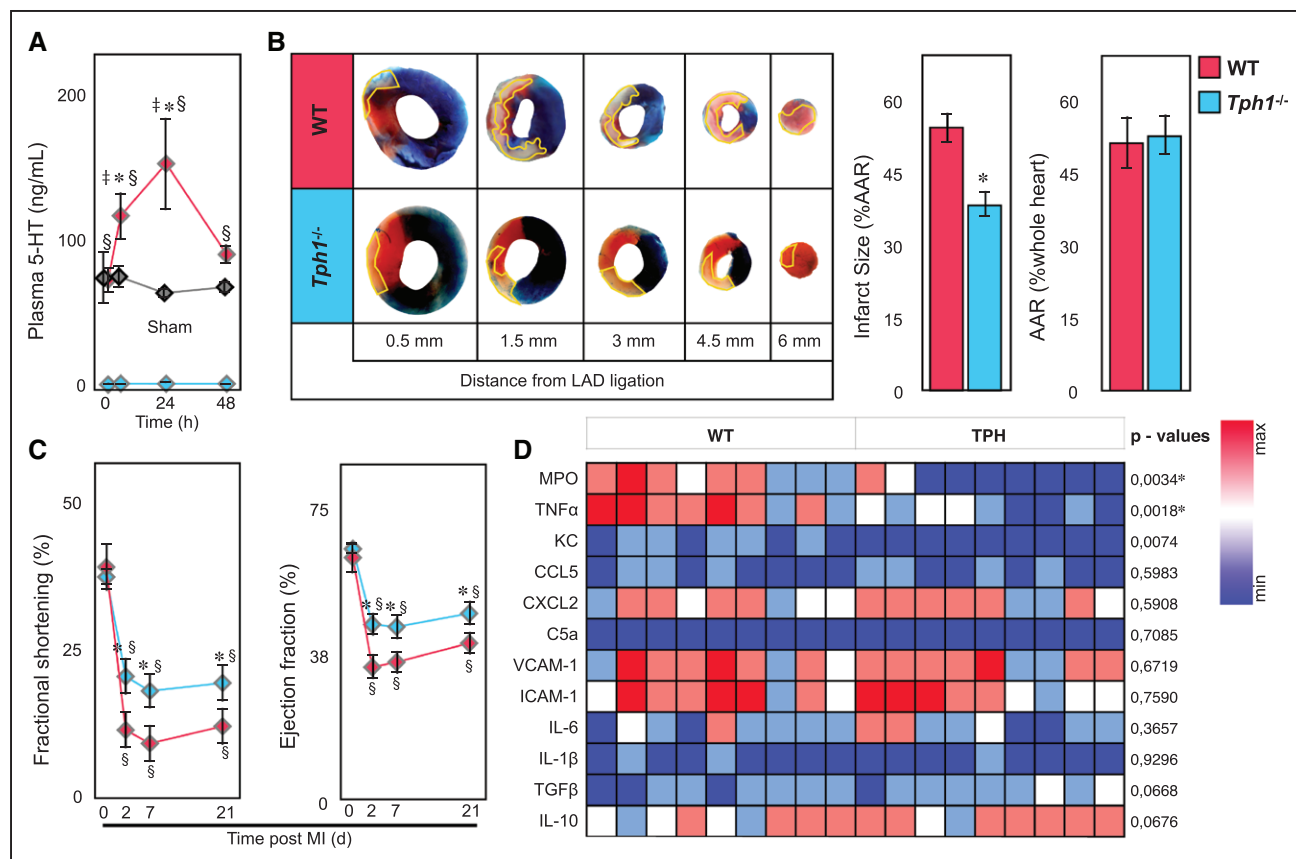 A
Plasma 5-HT (ng/mL)
200
100
0
‡*§
‡*§
§
§
Sham
0 24 48
Time (h)
B
WT
Tph1-/-
0.5 mm 1.5 mm 3 mm 4.5 mm 6 mm
Distance from LAD ligation
Infarct Size (%AAR)
60
45
30
15
0
*
AAR (%whole heart)
60
45
30
15
0
WT
Tph1-/-
C
Fractional shortening (%)
50
25
0
* §
* §
* §
§
§
§
0 2 7 21
Ejection fraction (%)
75
38
0
* §
* §
* §
§
§
§
0 2 7 21
Time post MI (d)
D
WT TPH p - values
MPO 0,0034*
TNFα 0,0018*
KC 0,0074
CCL5 0,5983
CXCL2 0,5908
C5a 0,7085
VCAM-1 0,6719
ICAM-1 0,7590
IL-6 0,3657
IL-1β 0,9296
TGFβ 0,0668
IL-10 0,0676
max
min